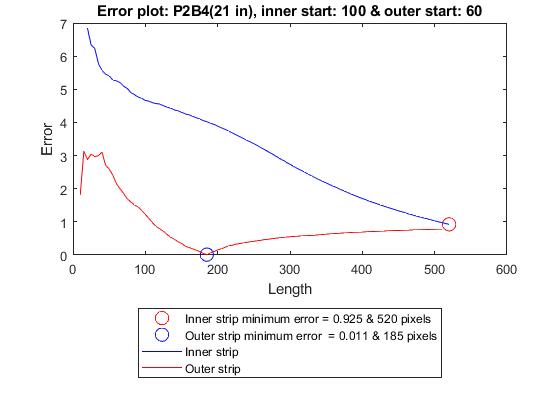 Error plot: P2B4(21 in), inner start: 100 & outer start: 60
7
6
5
4
3
2
1
0
Error
0 100 200 300 400 500 600
Length
Inner strip minimum error = 0.925 & 520 pixels
Outer strip minimum error = 0.011 & 185 pixels
Inner strip
Outer strip